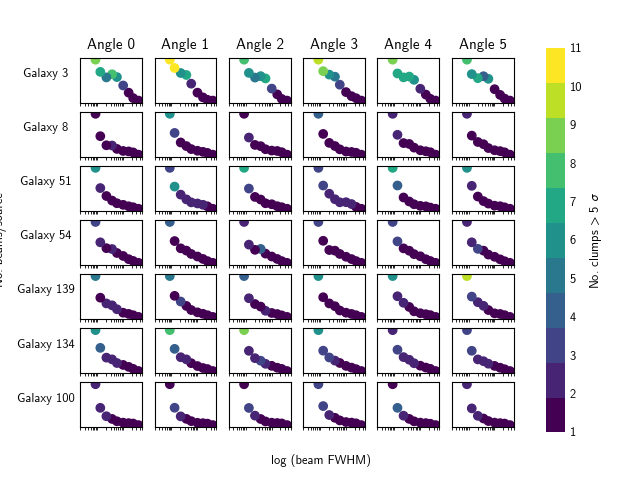 Angle 0 Angle 1 Angle 2 Angle 3 Angle 4 Angle 5
Galaxy 3
Galaxy 8
Galaxy 51
Galaxy 54
Galaxy 139
Galaxy 134
Galaxy 100
log (beam FWHM)
11
10
9
8
7
6
5
4
3
2
1
No. clumps > 5 σ